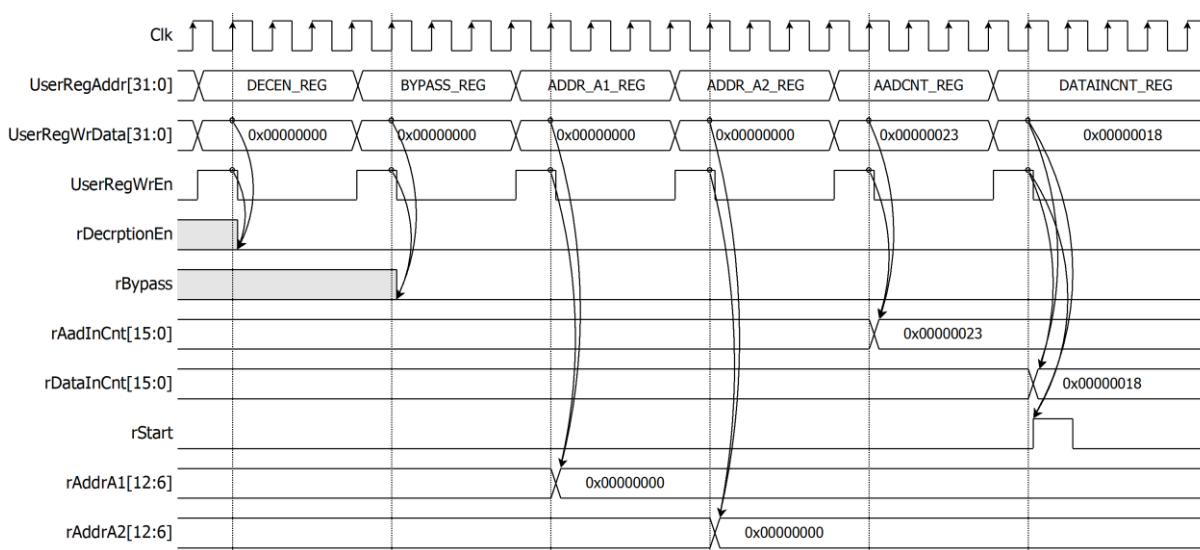 Clk
UserRegAddr[31:0] DECEN_REG BYPASS_REG ADDR_A1_REG ADDR_A2_REG AADCNT_REG DATAINCNT_REG
UserRegWrData[31:0] 0x00000000 0x00000000 0x00000000 0x00000000 0x00000023 0x00000018
UserRegWrEn
rDecrptionEn
rBypass
rAadInCnt[15:0] 0x00000023
rDataInCnt[15:0] 0x00000018
rStart
rAddrA1[12:6] 0x00000000
rAddrA2[12:6] 0x00000000